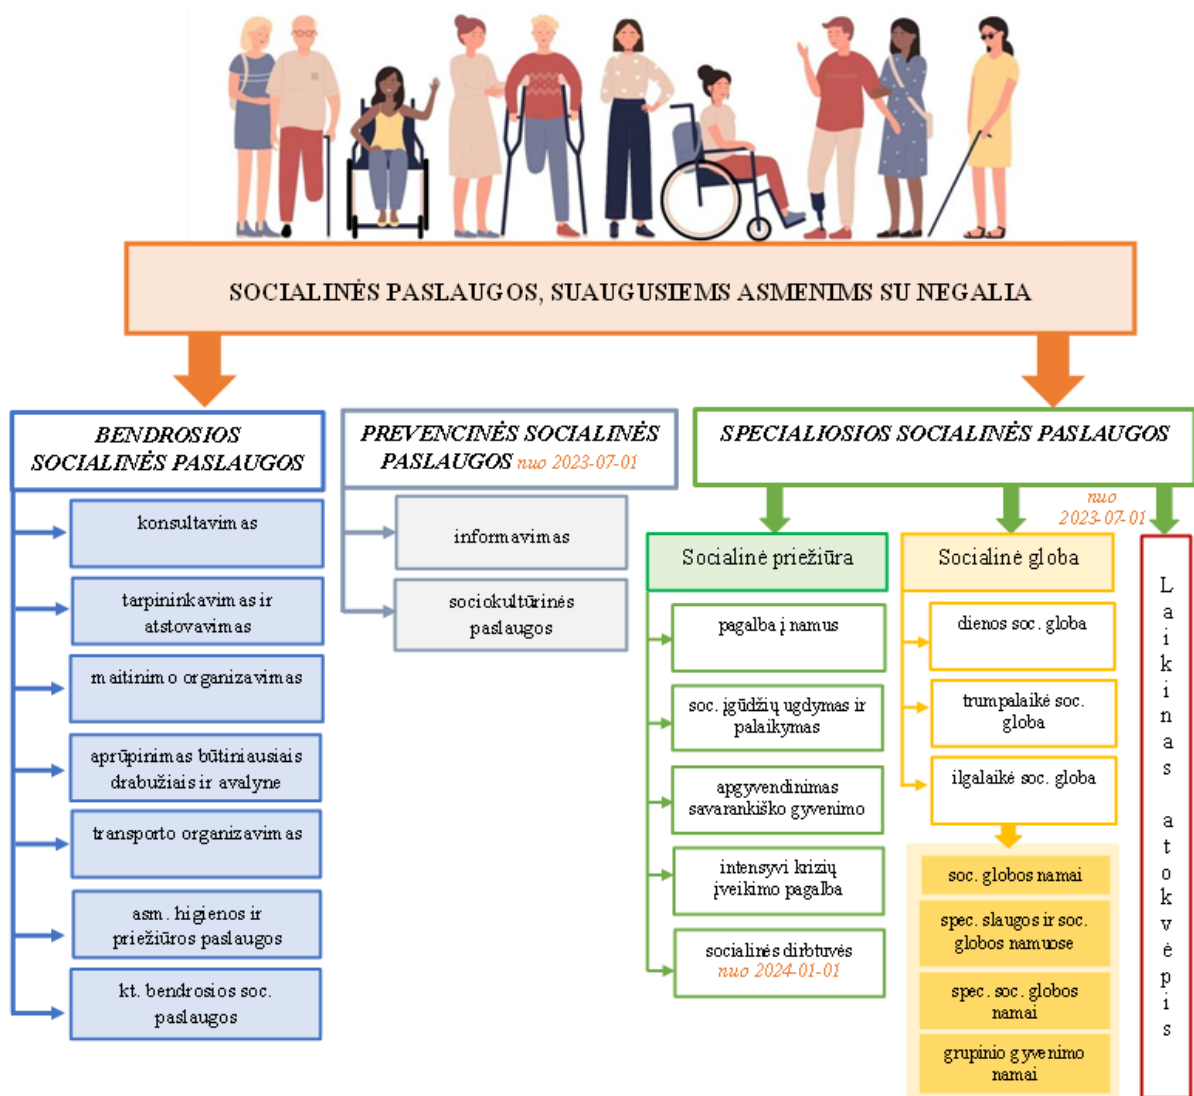 SOCIALINĖS PASLAUGOS, SUAUGUSIEMS ASMENIMS SU NEGALIA
BENDROSIOS
SOCIALINĖS PASLAUGOS
konsultavimas
tarpininkavimas ir
atstovavimas
maitinimo organizavimas
aprūpinimas būtiniausiais
drabužiais ir avalyne
transporto organizavimas
asm. higienos ir
priežiūros paslaugos
kt. bendrosios soc.
paslaugos
PREVENCINĖS SOCIALINĖS
PASLAUGOS nuo 2023-07-01
informavimas
sociokultūrinės
paslaugos
SPECIALIOSIOS SOCIALINĖS PASLAUGOS
Socialinė priežiūra
pagalba į namus
soc. įgūdžių ugdymas ir
palaikymas
apgyvendinimas
savarankiško gyvenimo
intensyvi krizių
įveikimo pagalba
socialinės dirbtuvės
nuo 2024-01-01
Socialinė globa
dienos soc. globa
trumpalaikė soc.
globa
ilgalaikė soc. globa
soc. globos namai
spec. slaugos ir soc.
globos namuose
spec. soc. globos
namai
grupinio gyvenimo
namai
nuo
2023-07-01
Laikinas atokvėpis